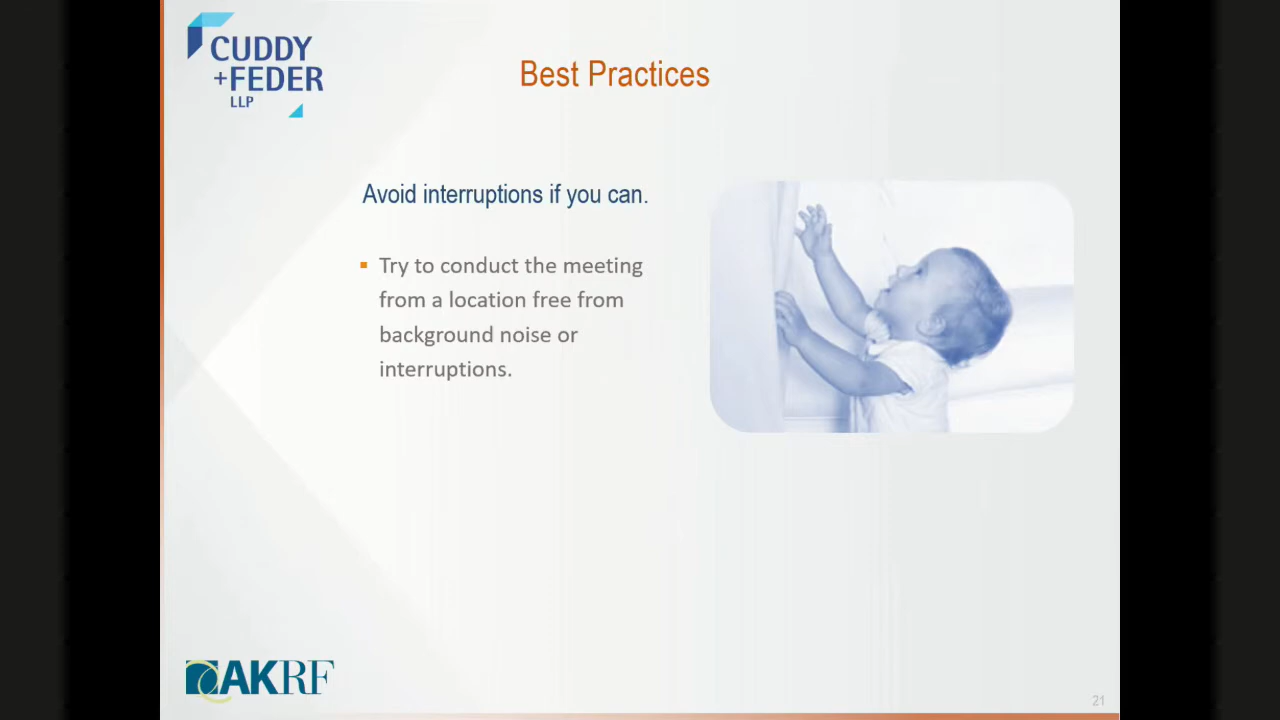 CUDDY
+FEDER
LLP
Best Practices
Avoid interruptions if you can.
Try to conduct the meeting
from a location free from
background noise or
interruptions.
AKRF
21